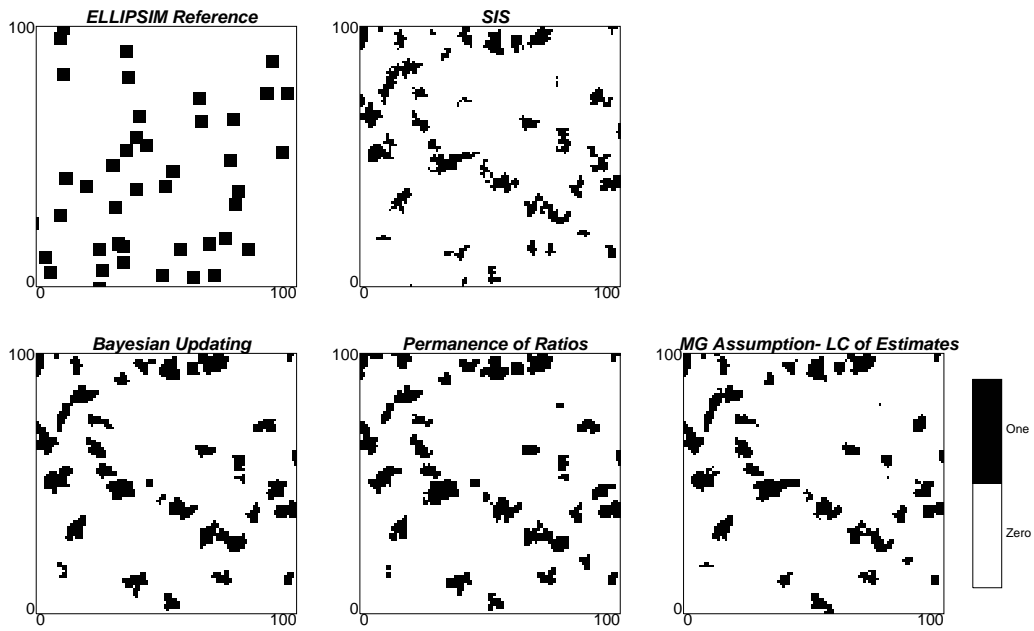 ELLIPSIM Reference
100
0
0
100
SIS
100
0
0
100
Bayesian Updating
100
0
0
100
Permanence of Ratios
100
0
0
100
MG Assumption- LC of Estimates
100
0
0
100
One
Zero